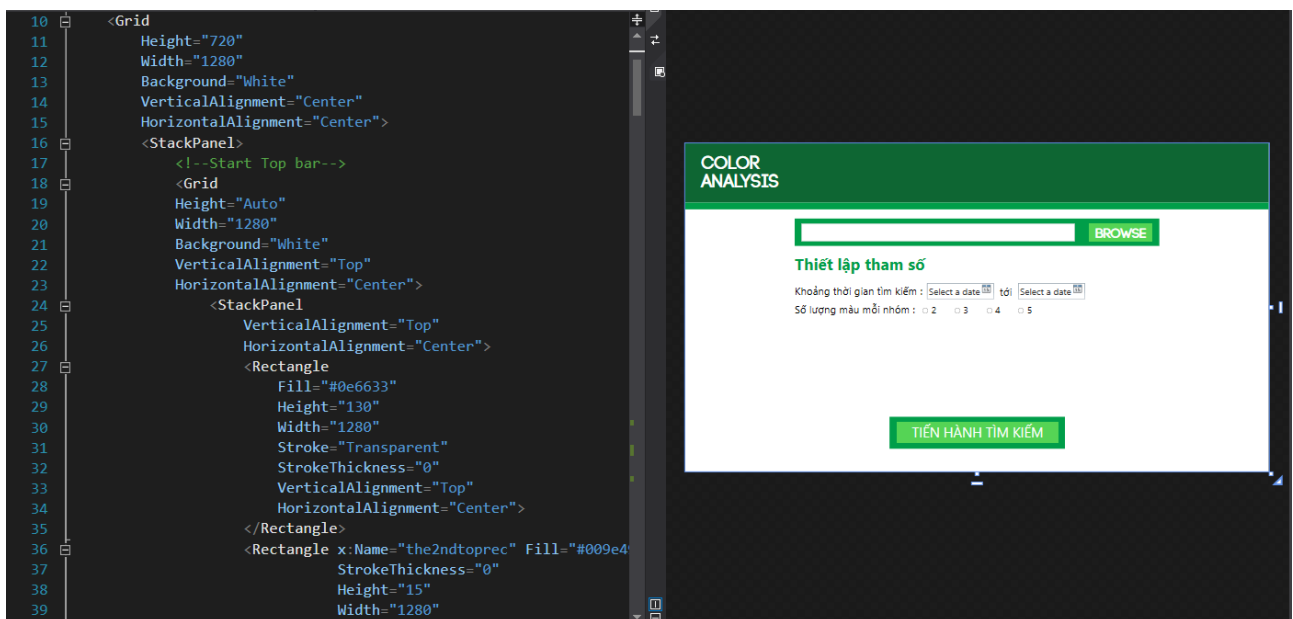 10 <Grid
11 Height="720"
12 Width="1280"
13 Background="White"
14 VerticalAlignment="Center"
15 HorizontalAlignment="Center">
16 <StackPanel>
17 <!--Start Top bar-->
18 <Grid
19 Height="Auto"
20 Width="1280"
21 Background="White"
22 VerticalAlignment="Top"
23 HorizontalAlignment="Center">
24 <StackPanel
25 VerticalAlignment="Top"
26 HorizontalAlignment="Center">
27 <Rectangle
28 Fill="#0e6633"
29 Height="130"
30 Width="1280"
31 Stroke="Transparent"
32 StrokeThickness="0"
33 VerticalAlignment="Top"
34 HorizontalAlignment="Center">
35 </Rectangle>
36 <Rectangle x:Name="the2ndtoprec" Fill="#009e4
37 StrokeThickness="0"
38 Height="15"
39 Width="1280"
COLOR
ANALYSIS
BROWSE
Thiết lập tham số
Khoảng thời gian tìm kiếm : Select a date tới Select a date
Số lượng màu mỗi nhóm : 2 3 4 5
TIẾN HÀNH TÌM KIẾM